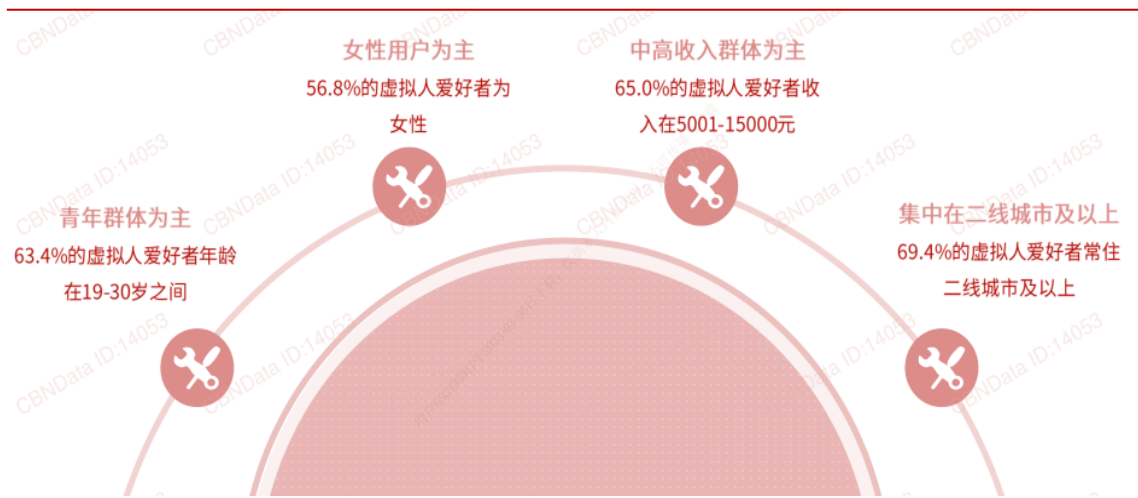 女性用户为主
56.8%的虚拟人爱好者为
女性
中高收入群体为主
65.0%的虚拟人爱好者收
入在5001-15000元
青年群体为主
63.4%的虚拟人爱好者年龄
在19-30岁之间
集中在二线城市及以上
69.4%的虚拟人爱好者常住
二线城市及以上
CBNData ID:14053